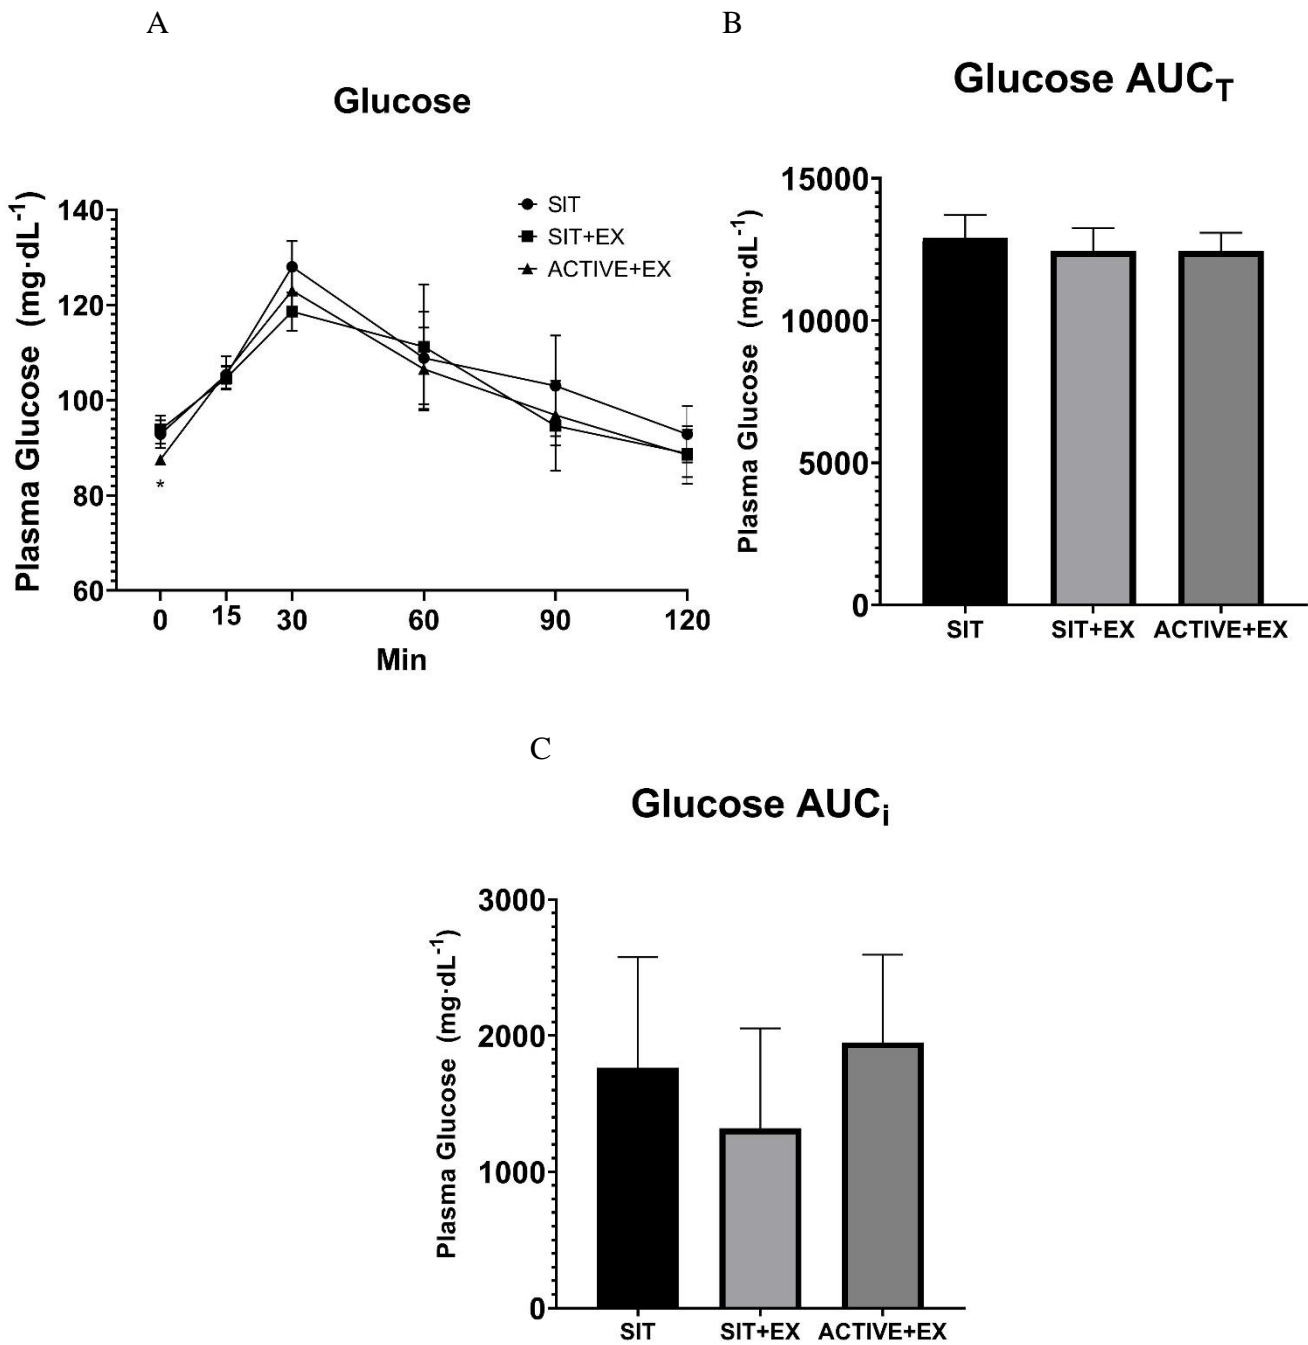 A
Glucose
Plasma Glucose (mg·dL-1)
140
120
100
80
60
SIT
SIT+EX
ACTIVE+EX
*
0 15 30 60 90 120
Min
B
Glucose AUCT
Plasma Glucose (mg·dL-1)
15000
10000
5000
0
SIT SIT+EX ACTIVE+EX
C
Glucose AUCi
Plasma Glucose (mg·dL-1)
3000
2000
1000
0
SIT SIT+EX ACTIVE+EX